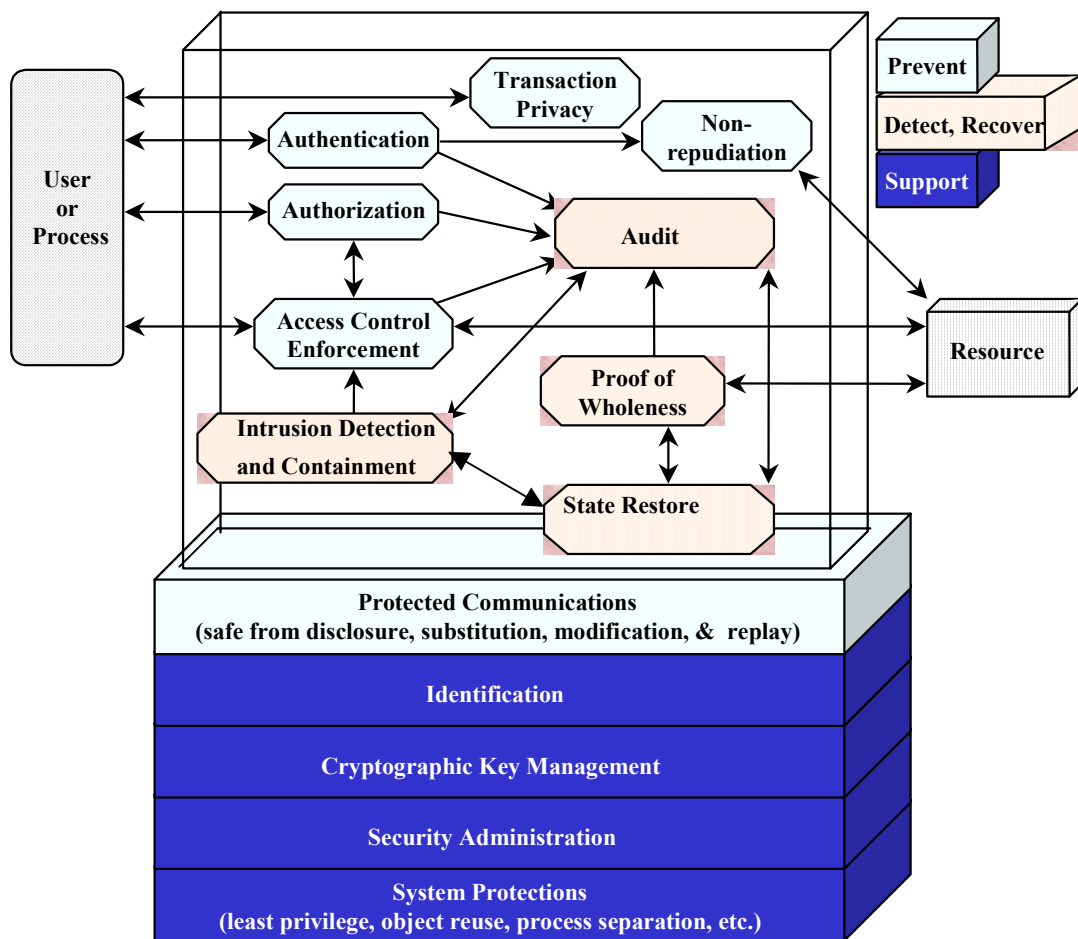 Prevent
Detect, Recover
Support
User
or
Process
Transaction
Privacy
Authentication
Non-
repudiation
Authorization
Audit
Access Control
Enforcement
Resource
Proof of
Wholeness
Intrusion Detection
and Containment
State Restore
Protected Communications
(safe from disclosure, substitution, modification, & replay)
Identification
Cryptographic Key Management
Security Administration
System Protections
(least privilege, object reuse, process separation, etc.)